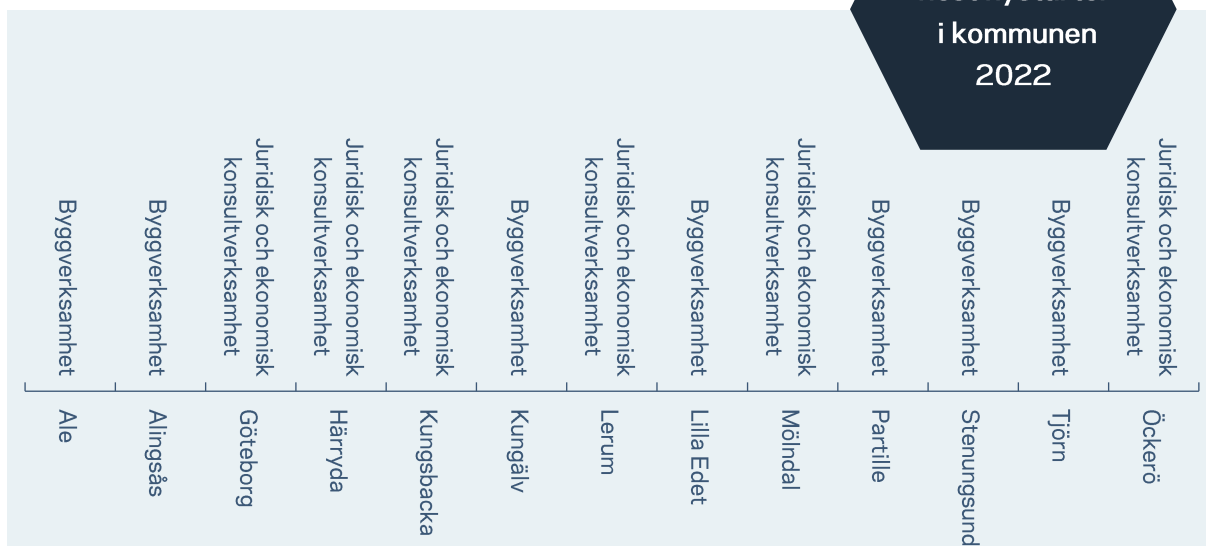 i kommunen
2022
Byggverksamhet
Byggverksamhet
Juridisk och ekonomisk
konsultverksamhet
Juridisk och ekonomisk
konsultverksamhet
Juridisk och ekonomisk
konsultverksamhet
Byggverksamhet
Juridisk och ekonomisk
konsultverksamhet
Byggverksamhet
Juridisk och ekonomisk
konsultverksamhet
Byggverksamhet
Byggverksamhet
Byggverksamhet
Juridisk och ekonomisk
konsultverksamhet
Ale
Alingsås
Göteborg
Härryda
Kungsbacka
Kungälv
Lerum
Lilla Edet
Mölndal
Partille
Stenungsund
Tjörn
Öckerö